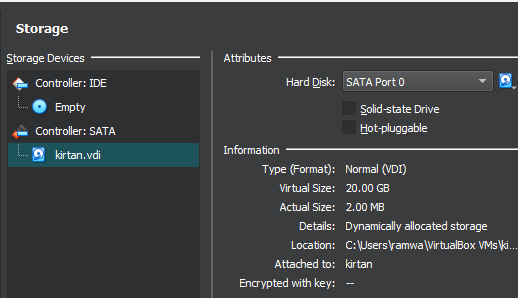 Storage
Storage Devices
Controller: IDE
Empty
Controller: SATA
kirtan.vdi
Attributes
Hard Disk: SATA Port 0
Solid-state Drive
Hot-pluggable
Information
Type (Format): Normal (VDI)
Virtual Size: 20.00 GB
Actual Size: 2.00 MB
Details: Dynamically allocated storage
Location: C:\Users\ramwa\VirtualBox VMs\ki...
Attached to: kirtan
Encrypted with key: --